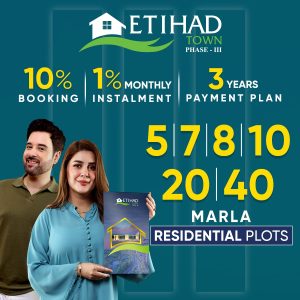 ETIHAD
TOWN
PHASE - III
10% 1% MONTHLY 3 YEARS
BOOKING INSTALMENT PAYMENT PLAN
5 7 8 10
20 40
MARLA
RESIDENTIAL PLOTS
ETIHAD